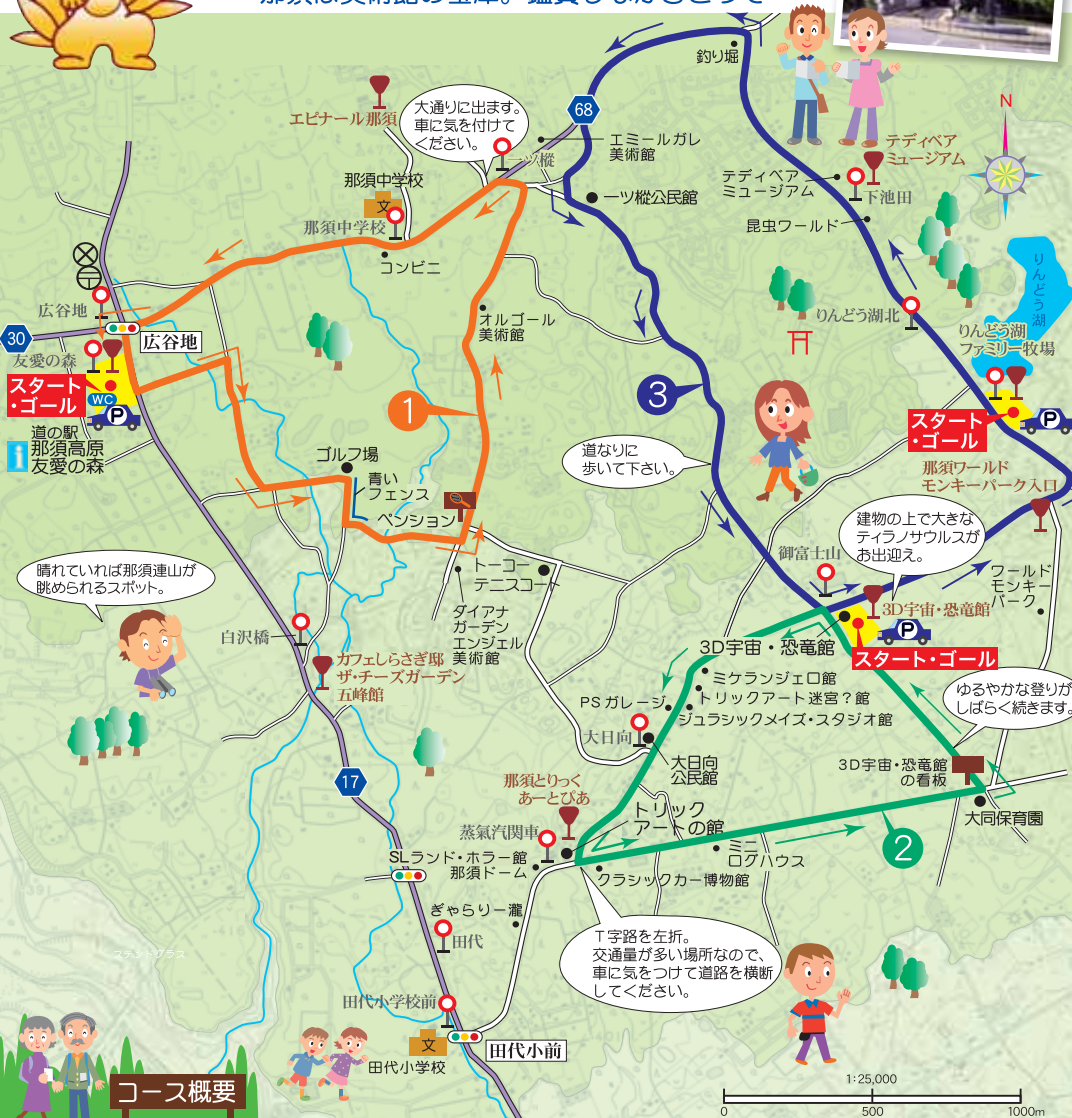 釣り堀
68
エピナール那須
大通りに出ます。
車に気を付けて
ください。
一ツ樅
エミールガレ
美術館
N
テディベア
ミュージアム
テディベア
ミュージアム
下池田
那須中学校
文
那須中学校
一ツ樅公民館
昆虫ワールド
コンビニ
りんどう湖
広谷地
30
広谷地
オルゴール
美術館
りんどう湖北
りんどう湖
ファミリー牧場
友愛の森
スタート
・ゴール
WC
P
1
3
スタート
・ゴール
P
i
道の駅
那須高原
友愛の森
ゴルフ場
青い
フェンス
ペンション
道なりに
歩いて下さい。
那須ワールド
モンキーパーク入口
建物の上で大きな
ティラノサウルスが
お出迎え。
御富士山
晴れていれば那須連山が
眺められるスポット。
トーコー
テニスコート
ワールド
モンキー
パーク
3D宇宙・恐竜館
P
ダイアナ
ガーデン
エンジェル
美術館
白沢橋
3D宇宙・恐竜館
スタート・ゴール
カフェしらさぎ邸
ザ・チーズガーデン
五峰館
ミケランジェロ館
トリックアート迷宮?館
PSガレージ
ジュラシックメイズ・スタジオ館
ゆるやかな登りが
しばらく続きます。
大日向
大日向
公民館
3D宇宙・恐竜館
の看板
17
那須とりっく
あーとぴあ
トリック
アートの館
大同保育園
蒸氣汽関車
2
SLランド・ホラー館
那須ドーム
ミニ
ログハウス
クラシックカー博物館
ぎゃらりー瀧
田代
T字路を左折。
交通量が多い場所なので、
車に気をつけて道路を横断
してください。
ステンドグラス
田代小学校前
文
田代小前
田代小学校
コース概要
1:25,000
0 500 1000m